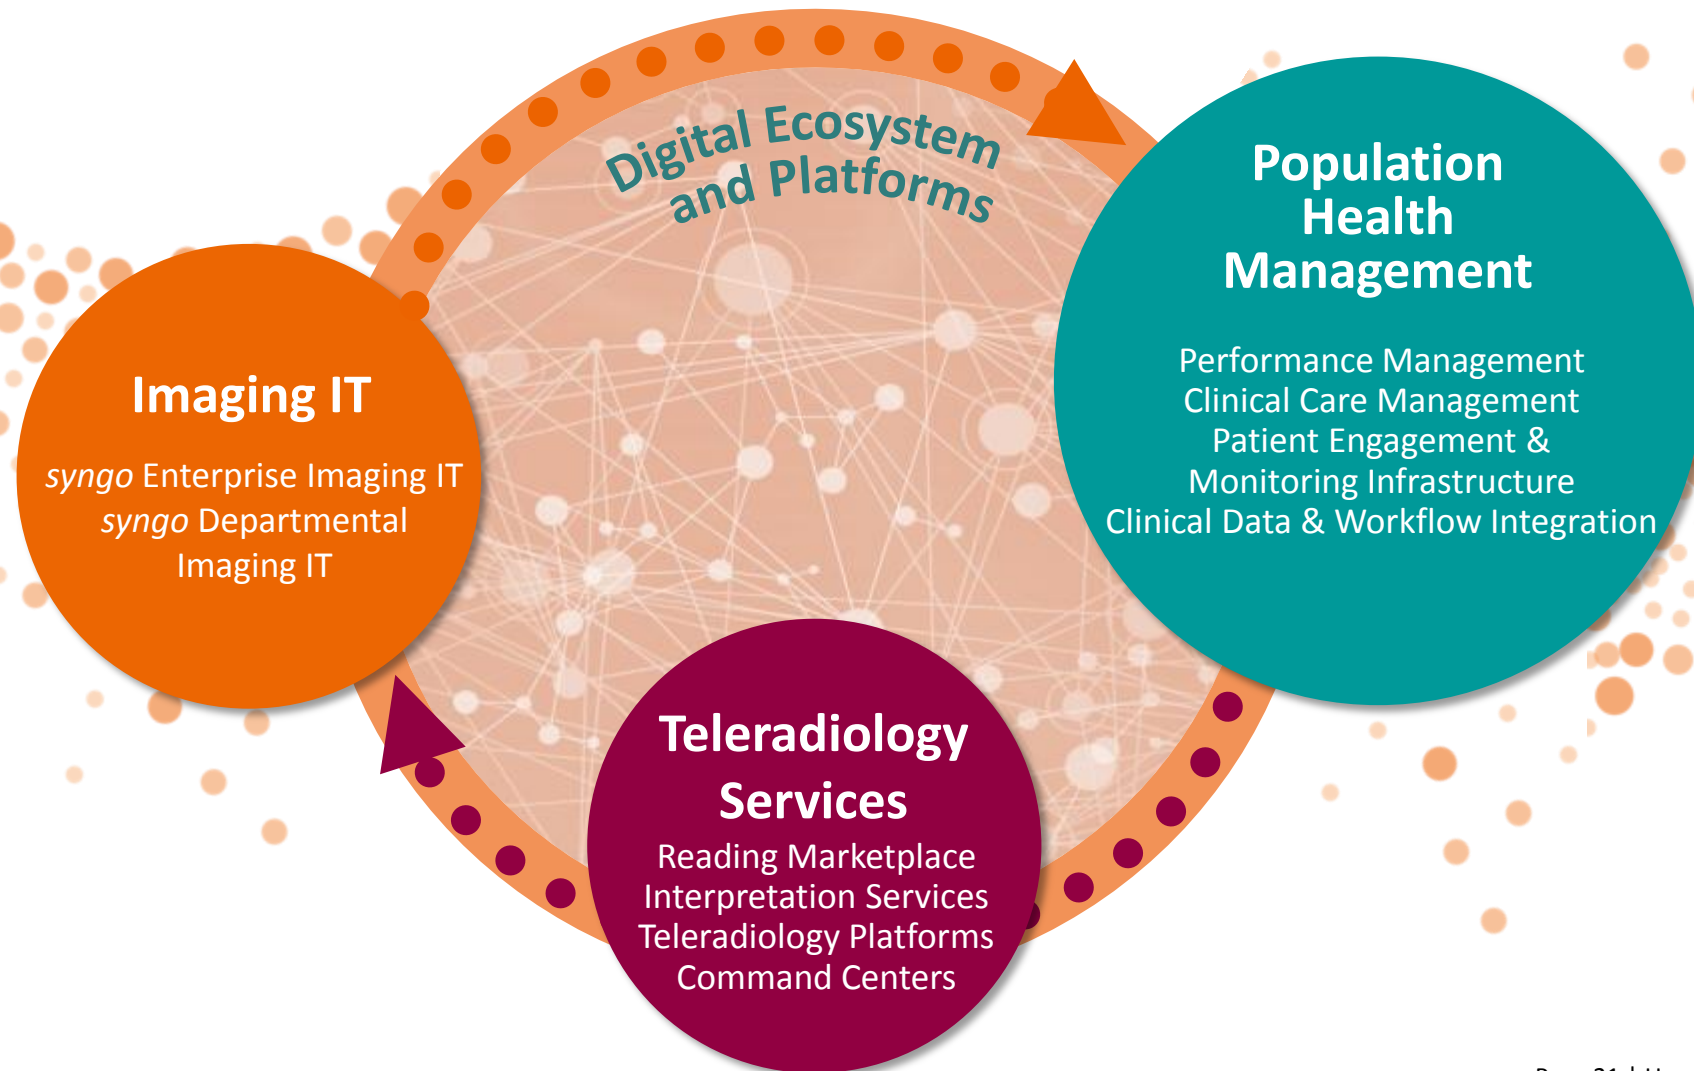 Digital Ecosystem
and Platforms
Population
Health
Management
Performance Management
Clinical Care Management
Patient Engagement &
Monitoring Infrastructure
Clinical Data & Workflow Integration
Imaging IT
syngo Enterprise Imaging IT
syngo Departmental
Imaging IT
Teleradiology
Services
Reading Marketplace
Interpretation Services
Teleradiology Platforms
Command Centers